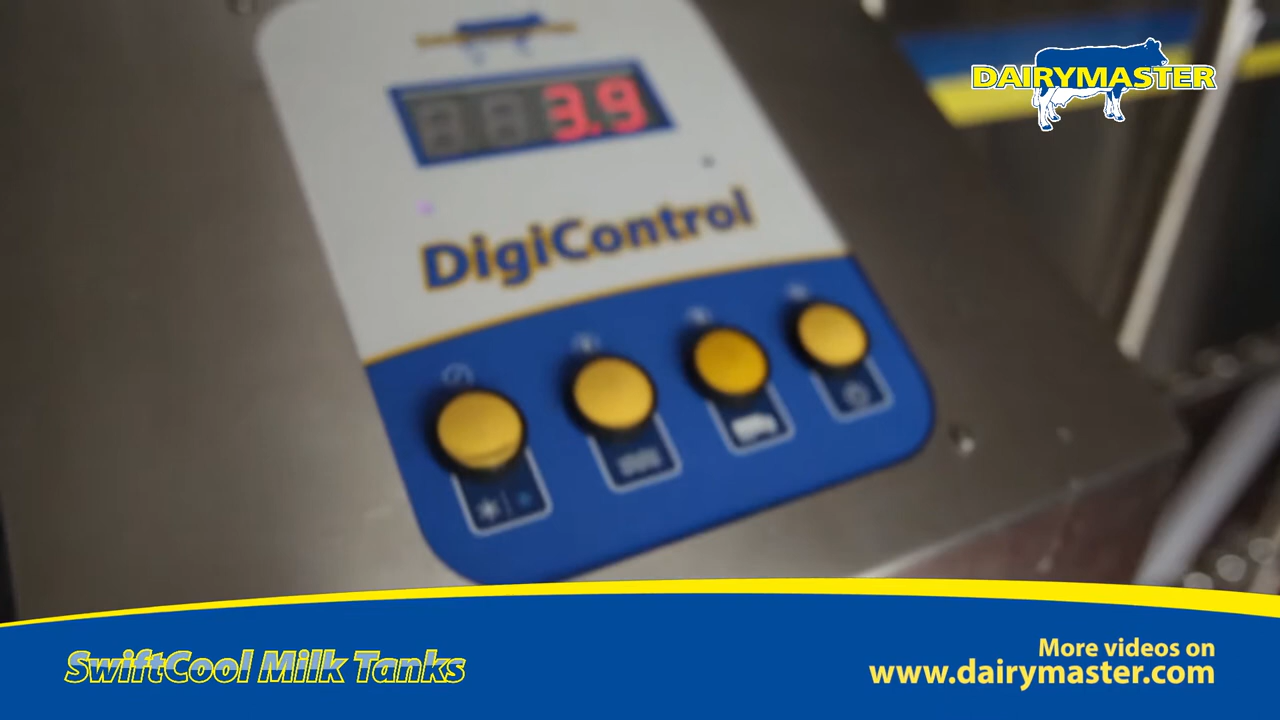 DAIRYMASTER
3.9
DigiControl
SwiftCool Milk Tanks
More videos on
www.dairymaster.com